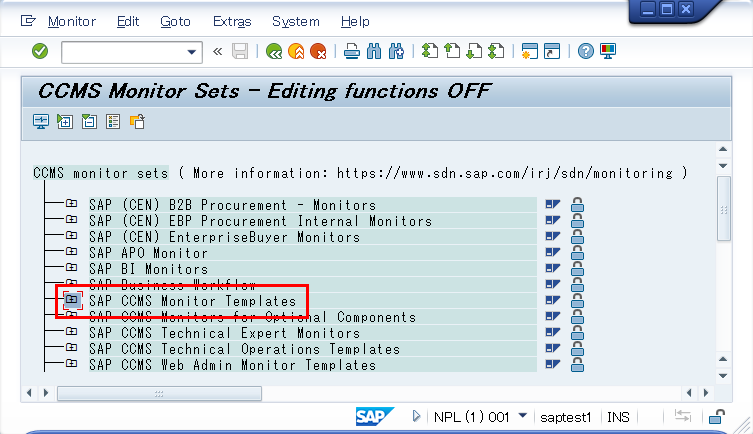 Monitor Edit Goto Extras System Help
CCMS Monitor Sets - Editing functions OFF
CCMS monitor sets ( More information: https://www.sdn.sap.com/irj/sdn/monitoring )
SAP (CEN) B2B Procurement - Monitors
SAP (CEN) EBP Procurement Internal Monitors
SAP (CEN) EnterpriseBuyer Monitors
SAP APO Monitor
SAP BI Monitors
SAP Business Workflow
SAP CCMS Monitor Templates
SAP CCMS Monitors for Optional Components
SAP CCMS Technical Expert Monitors
SAP CCMS Technical Operations Templates
SAP CCMS Web Admin Monitor Templates
SAP NPL (1) 001 saptest1 INS